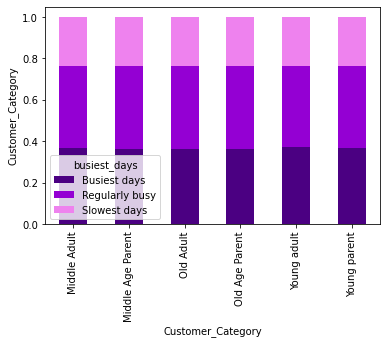 1.0
0.8
0.6
0.4
0.2
0.0
Customer_Category
busiest_days
Busiest days
Regularly busy
Slowest days
Middle Adult
Middle Age Parent
Old Adult
Old Age Parent
Young adult
Young parent
Customer_Category